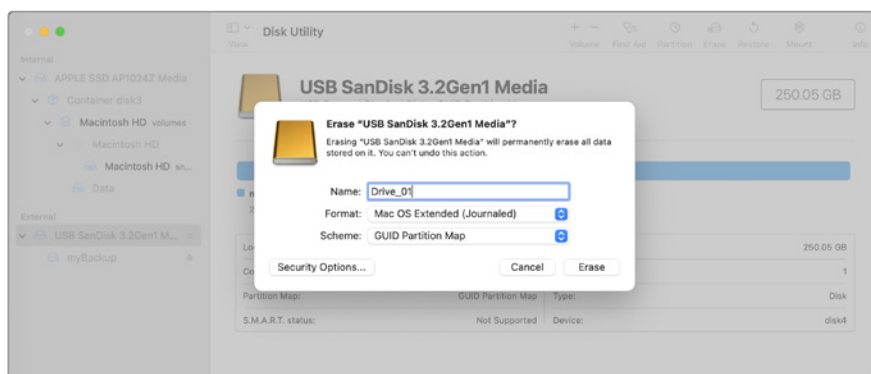 Disk Utility
View
Volume First Aid Partition Erase Restore Mount Info
Internal
APPLE SSD AP1024Z Media
Container disk3
Macintosh HD volumes
Macintosh HD
Macintosh HD sn...
Data
External
USB SanDisk 3.2Gen1 M...
myBackup
USB SanDisk 3.2Gen1 Media
250.05 GB
Erase “USB SanDisk 3.2Gen1 Media”?
Erasing “USB SanDisk 3.2Gen1 Media” will permanently erase all data
stored on it. You can’t undo this action.
Name: Drive_01
Format: Mac OS Extended (Journaled)
Scheme: GUID Partition Map
Security Options... Cancel Erase
250.05 GB
1
Partition Map: GUID Partition Map Type: Disk
S.M.A.R.T. status: Not Supported Device: disk4